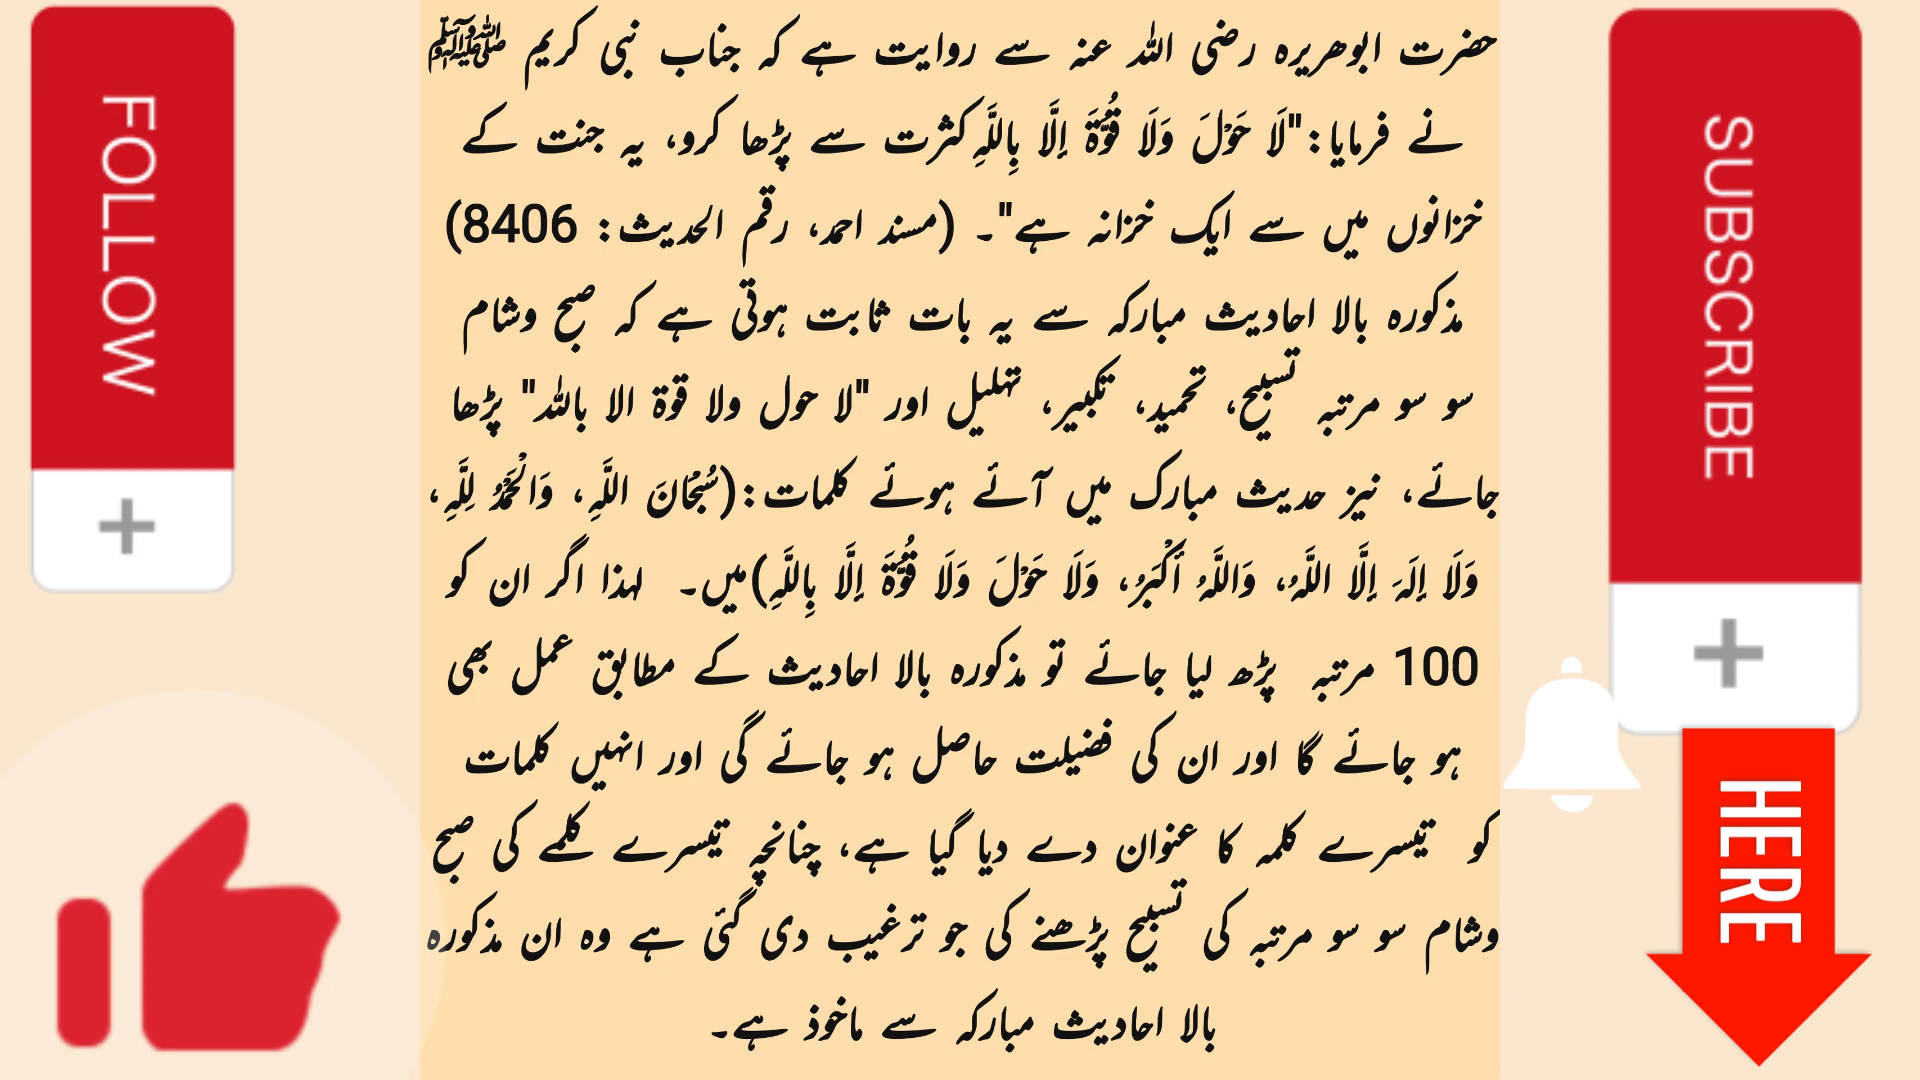 حضرت ابوھریرہ رضی اللہ عنہ سے روایت ہے کہ جناب نبی کریم ﷺ
نے فرمایا:"لَا حَوْلَ وَلَا قُوَّةَ إِلَّا بِاللَّهِ کثرت سے پڑھا کرو، یہ جنت کے
خزانوں میں سے ایک خزانہ ہے"۔ (مسند احمد، رقم الحدیث: 8406)
مذکورہ بالا احادیث مبارکہ سے یہ بات ثابت ہوتی ہے کہ صبح وشام
سو سو مرتبہ تسبیح، تحمید، تکبیر، تہلیل اور "لا حول ولا قوۃ الا باللہ" پڑھا
جائے، نیز حدیث مبارک میں آئے ہوئے کلمات:(سُبْحَانَ اللَّهِ، وَالْحَمْدُ لِلَّهِ،
وَلَا إِلَهَ إِلَّا اللَّهُ، وَاللَّهُ أَكْبَرُ، وَلَا حَوْلَ وَلَا قُوَّةَ إِلَّا بِاللَّهِ)میں۔ لہذا اگر ان کو
100 مرتبہ پڑھ لیا جائے تو مذکورہ بالا احادیث کے مطابق عمل بھی
ہو جائے گا اور ان کی فضیلت حاصل ہو جائے گی اور انہیں کلمات
کو تیسرے کلمہ کا عنوان دے دیا گیا ہے، چنانچہ تیسرے کلمے کی صبح
وشام سو سو مرتبہ کی تسبیح پڑھنے کی جو ترغیب دی گئی ہے وہ ان مذکورہ
بالا احادیث مبارکہ سے ماخوذ ہے۔
FOLLOW
SUBSCRIBE
HERE